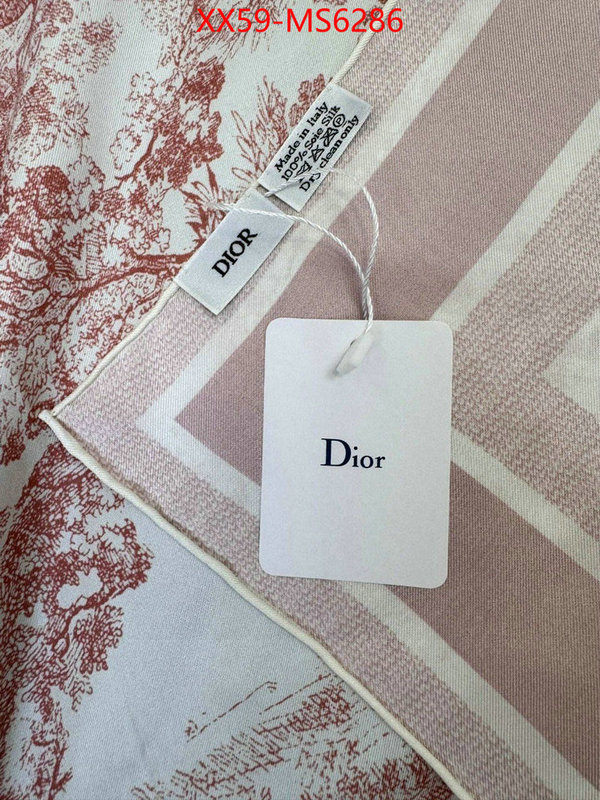 XX59-MS6286
Made in Italy
100% Soie Silk
Dry clean only
DIOR
Dior